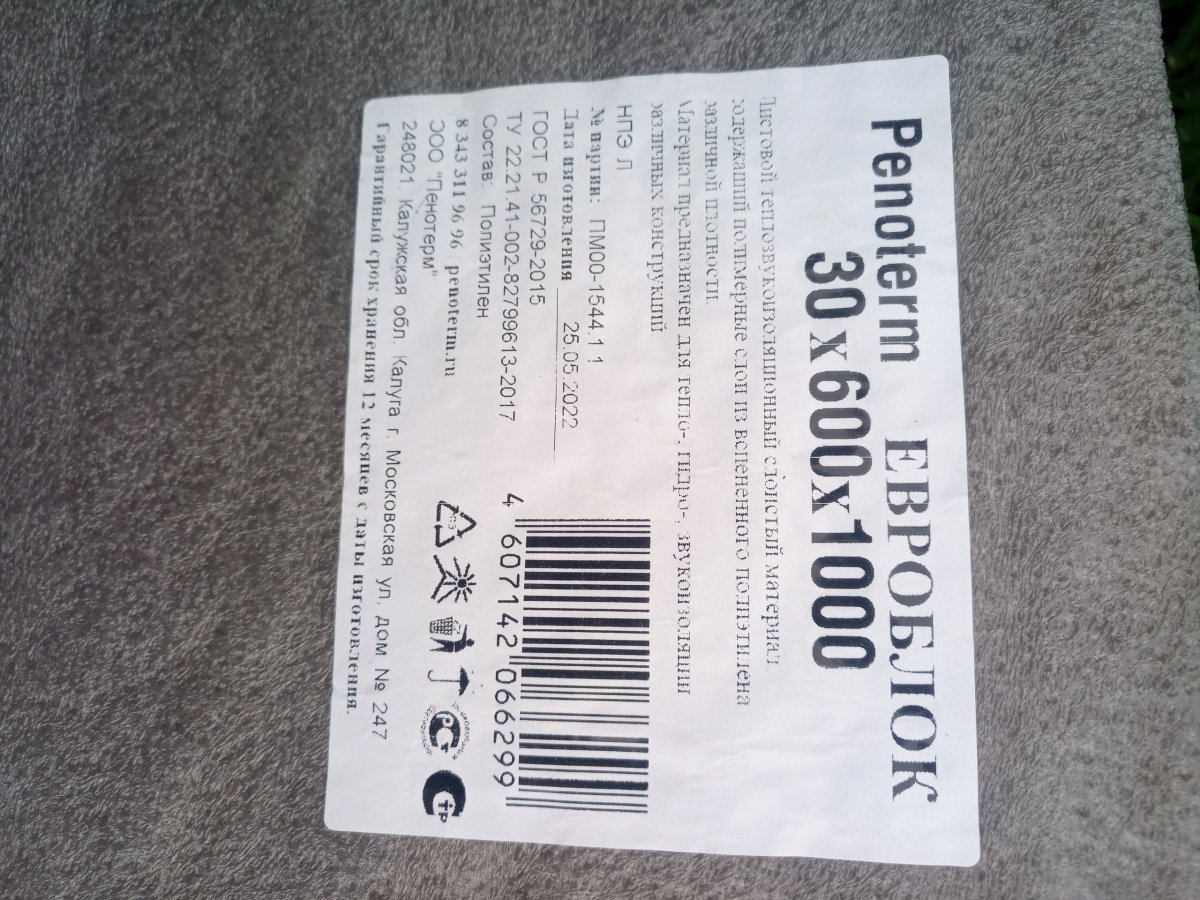 Penoterm ЕВРОБЛОК
30x600x1000
Листовой теплозвукоизоляционный слоистый материал
содержащий полимерные слои из вспененного полиэтилена
различной плотности.
Материал предназначен для тепло-, гидро-, звукоизоляции
различных конструкций
НПЭ Л
№ партии: ПМ00-1544.1 1
Дата изготовления 25.05.2022
ГОСТ Р 56729-2015
ТУ 22.21.41-002-82799613-2017
Состав: Полиэтилен
8 343 311 96 96 penoterm.ru
ООО "Пенотерм"
248021, Калужская обл. Калуга г. Московская ул. дом № 247
Гарантийный срок хранения 12 месяцев с даты изготовления.
4 607142 066299
РСТ